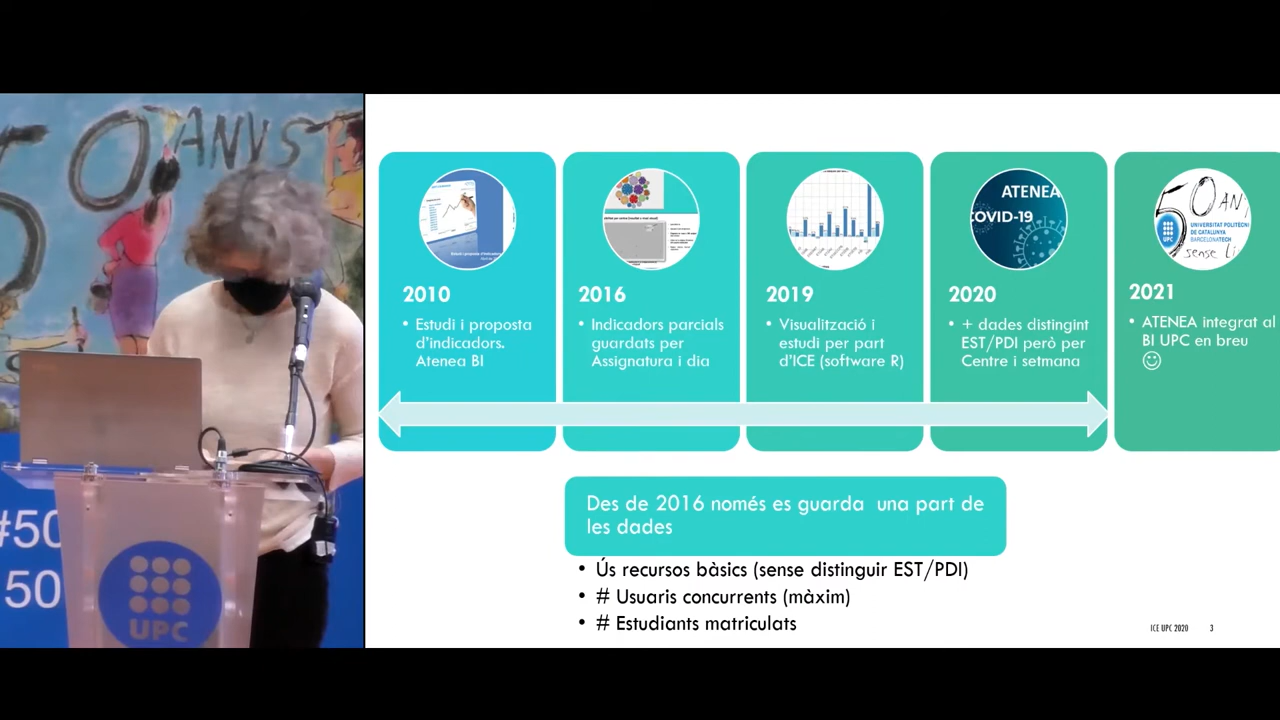 50 ANYS
#50
50
UPC
2010
• Estudi i proposta
d'indicadors.
Atenea BI
2016
• Indicadors parcials
guardats per
Assignatura i dia
2019
• Visualització i
estudi per part
d'ICE (software R)
ATENEA
COVID-19
2020
• + dades distingint
EST/PDI però per
Centre i setmana
50 ANY
UPC
UNIVERSITAT POLITÈCNI
DE CATALUNYA
BARCELONATECH
sense Lí
2021
• ATENEA integrat al
BI UPC en breu
☺
Des de 2016 només es guarda una part de
les dades
• Ús recursos bàsics (sense distinguir EST/PDI)
• # Usuaris concurrents (màxim)
• # Estudiants matriculats
ICE UPC 2020 3